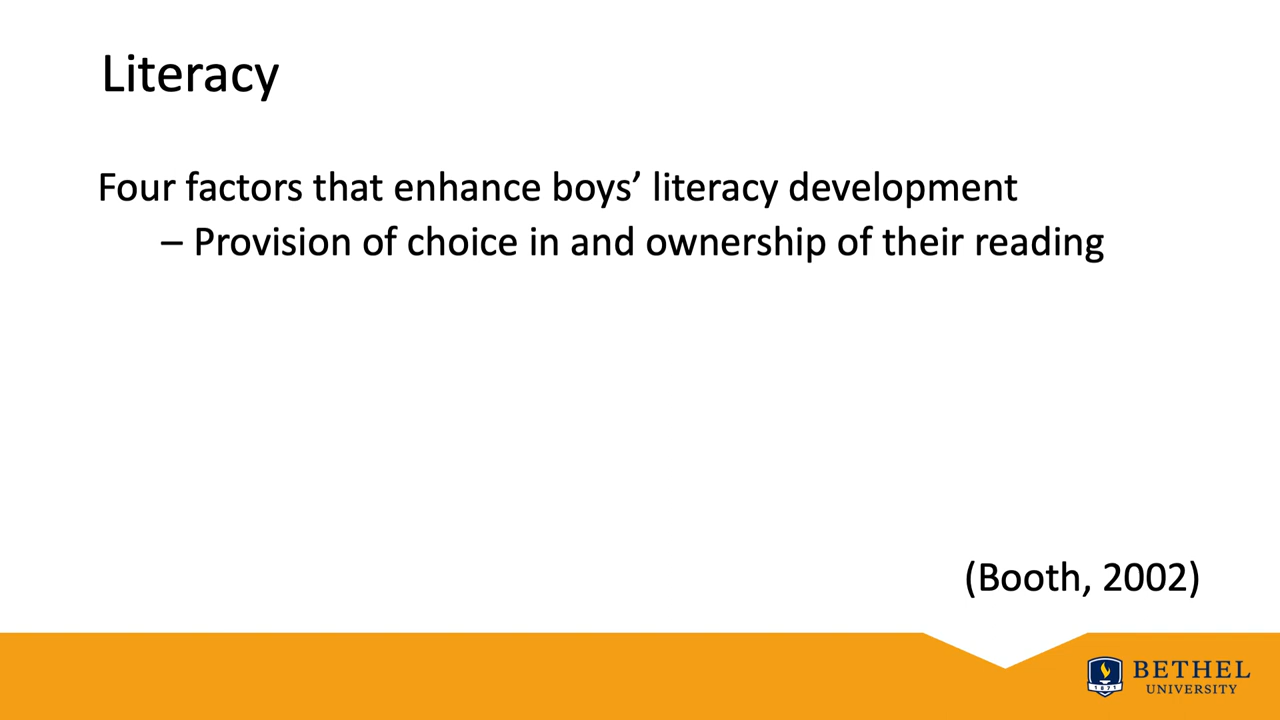 Literacy
Four factors that enhance boys’ literacy development
– Provision of choice in and ownership of their reading
(Booth, 2002)
1871
BETHEL
UNIVERSITY